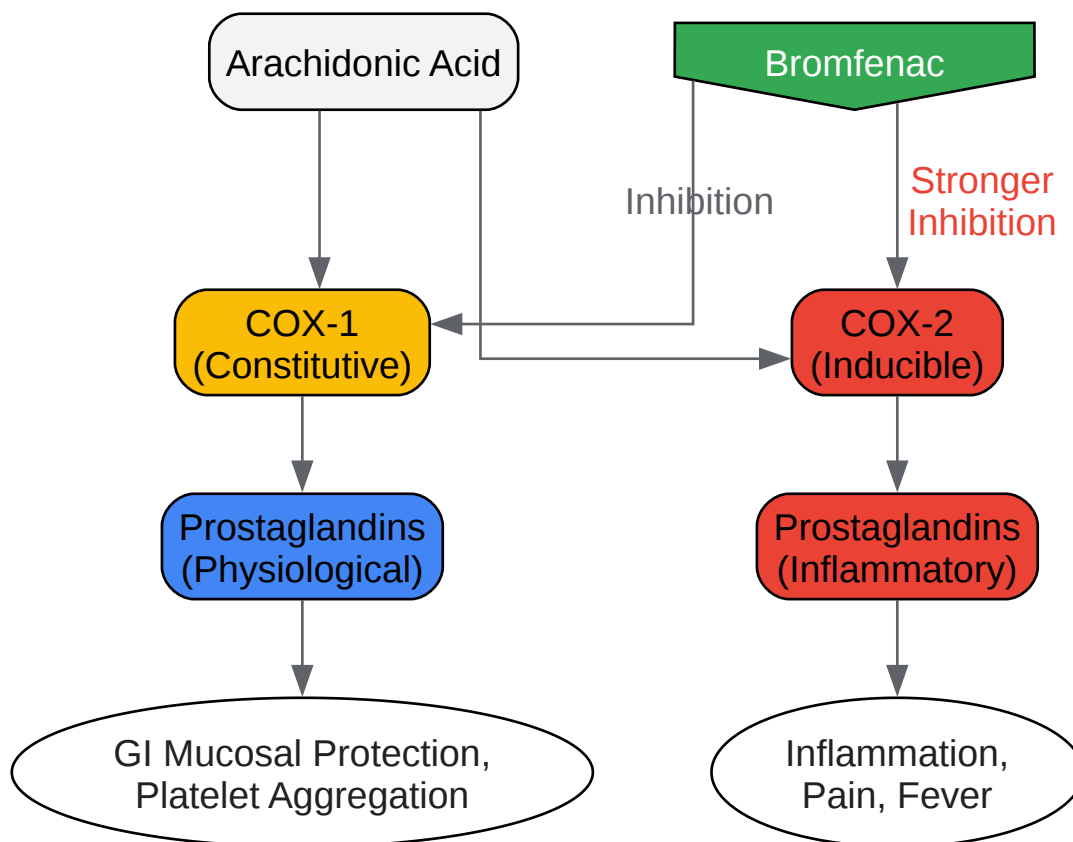 Arachidonic Acid
Bromfenac
Inhibition
Stronger
Inhibition
COX-1
(Constitutive)
COX-2
(Inducible)
Prostaglandins
(Physiological)
Prostaglandins
(Inflammatory)
GI Mucosal Protection,
Platelet Aggregation
Inflammation,
Pain, Fever